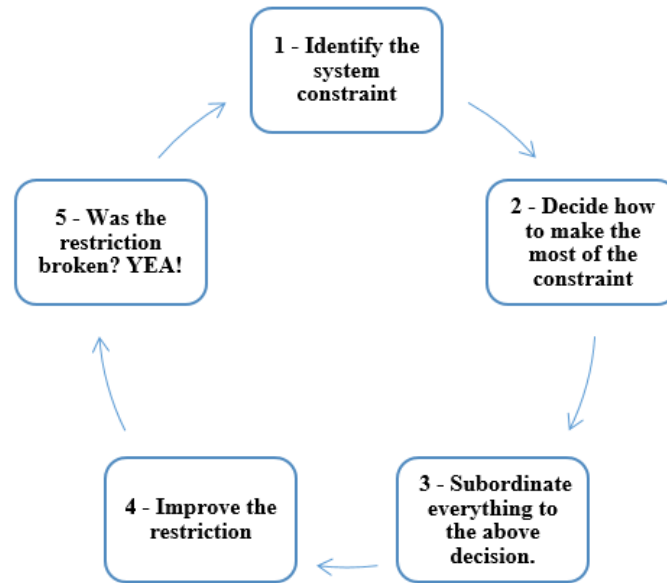 1 - Identify the
system
constraint
2 - Decide how
to make the
most of the
constraint
3 - Subordinate
everything to
the above
decision.
4 - Improve the
restriction
5 - Was the
restriction
broken? YEA!